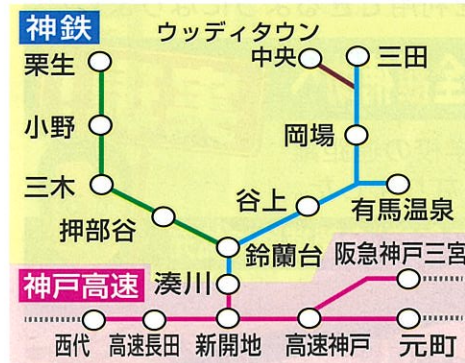 神鉄
ウッディタウン
中央
三田
粟生
小野
岡場
三木
谷上
有馬温泉
押部谷
鈴蘭台
阪急神戸三宮
神戸高速
湊川
西代
高速長田
新開地
高速神戸
元町